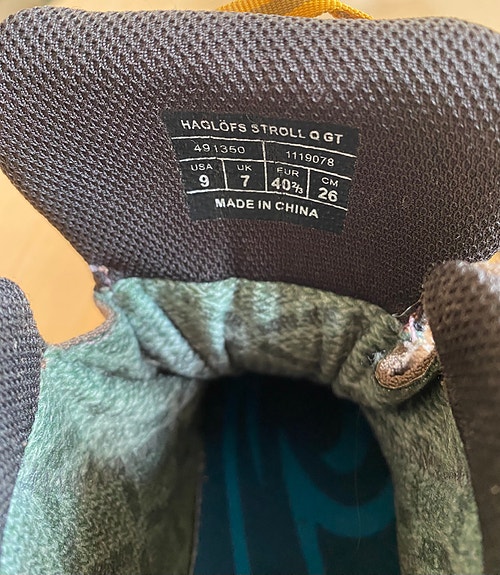 HAGLÖFS STROLL Q GT
491350 1119078
USA UK EUR CM
9 7 40⅔ 26
MADE IN CHINA